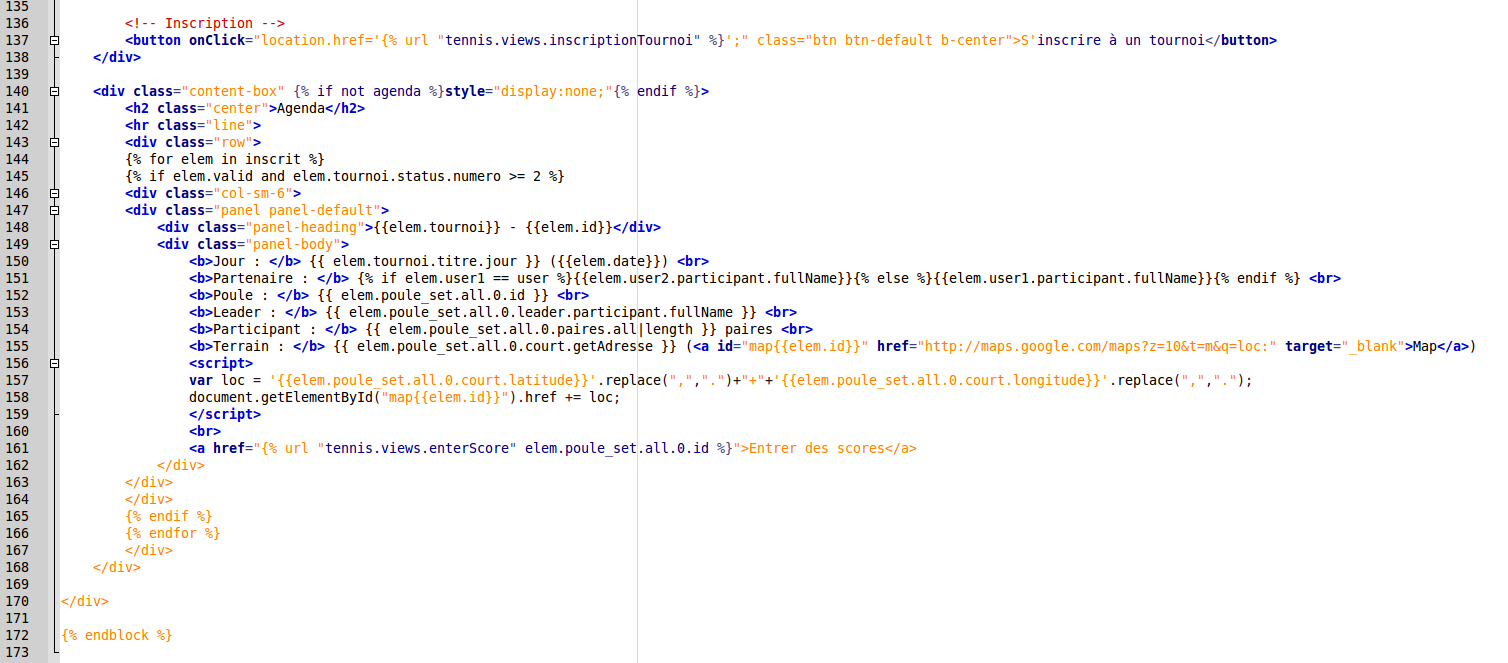 135
136 <!-- Inscription -->
137 <button onClick="location.href='{% url "tennis.views.inscriptionTournoi" %}';" class="btn btn-default b-center">S'inscrire à un tournoi</button>
138 </div>
139
140 <div class="content-box" {% if not agenda %}style="display:none;"{% endif %}>
141 <h2 class="center">Agenda</h2>
142 <hr class="line">
143 <div class="row">
144 {% for elem in inscrit %}
145 {% if elem.valid and elem.tournoi.status.numero >= 2 %}
146 <div class="col-sm-6">
147 <div class="panel panel-default">
148 <div class="panel-heading">{{elem.tournoi}} - {{elem.id}}</div>
149 <div class="panel-body">
150 <b>Jour : </b> {{ elem.tournoi.titre.jour }} ({{elem.date}}) <br>
151 <b>Partenaire : </b> {% if elem.user1 == user %}{{elem.user2.participant.fullName}}{% else %}{{elem.user1.participant.fullName}}{% endif %} <br>
152 <b>Poule : </b> {{ elem.poule_set.all.0.id }} <br>
153 <b>Leader : </b> {{ elem.poule_set.all.0.leader.participant.fullName }} <br>
154 <b>Participant : </b> {{ elem.poule_set.all.0.paires.all|length }} paires <br>
155 <b>Terrain : </b> {{ elem.poule_set.all.0.court.getAdresse }} (<a id="map{{elem.id}}" href="http://maps.google.com/maps?z=10&t=m&q=loc:" target="_blank">Map</a>)
156 <script>
157 var loc = '{{elem.poule_set.all.0.court.latitude}}'.replace(",",".")+"+"+'{{elem.poule_set.all.0.court.longitude}}'.replace(",",".");
158 document.getElementById("map{{elem.id}}").href += loc;
159 </script>
160 <br>
161 <a href="{% url "tennis.views.enterScore" elem.poule_set.all.0.id %}">Entrer des scores</a>
162 </div>
163 </div>
164 </div>
165 {% endif %}
166 {% endfor %}
167 </div>
168 </div>
169
170 </div>
171
172 {% endblock %}
173